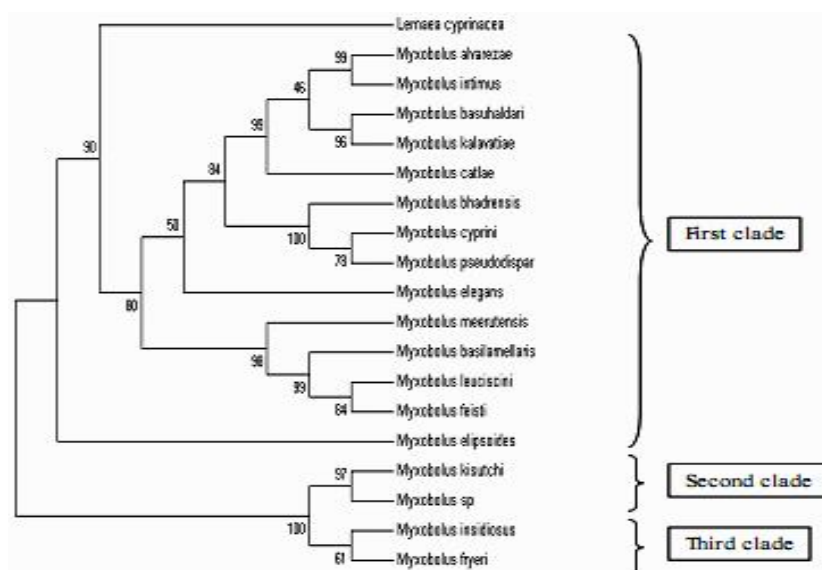 Lernaea cyprinacea
99
Myxobolus alvarezae
46
Myxobolus intimus
95
Myxobolus basuhaldari
96
Myxobolus kalavatiae
84
Myxobolus catlae
90
Myxobolus bhadrensis
50
100
Myxobolus cyprini
78
Myxobolus pseudodispar
First clade
Myxobolus elegans
80
Myxobolus meerutensis
98
Myxobolus basilamellaris
99
Myxobolus leuciscini
84
Myxobolus feisti
Myxobolus elipsoides
97
Myxobolus kisutchi
Second clade
Myxobolus sp
100
Myxobolus insidiosus
61
Myxobolus fryeri
Third clade